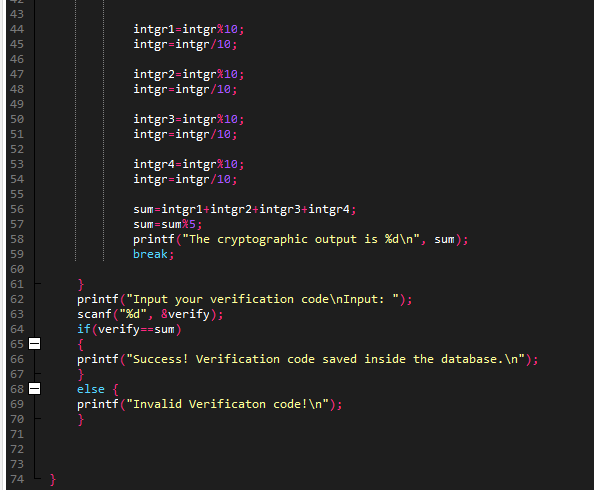 42
43
44 intgr1=intgr%10;
45 intgr=intgr/10;
46
47 intgr2=intgr%10;
48 intgr=intgr/10;
49
50 intgr3=intgr%10;
51 intgr=intgr/10;
52
53 intgr4=intgr%10;
54 intgr=intgr/10;
55
56 sum=intgr1+intgr2+intgr3+intgr4;
57 sum=sum%5;
58 printf("The cryptographic output is %d\n", sum);
59 break;
60
61 }
62 printf("Input your verification code\nInput: ");
63 scanf("%d", &verify);
64 if(verify==sum)
65 {
66 printf("Success! Verification code saved inside the database.\n");
67 }
68 else {
69 printf("Invalid Verificaton code!\n");
70 }
71
72
73
74 }